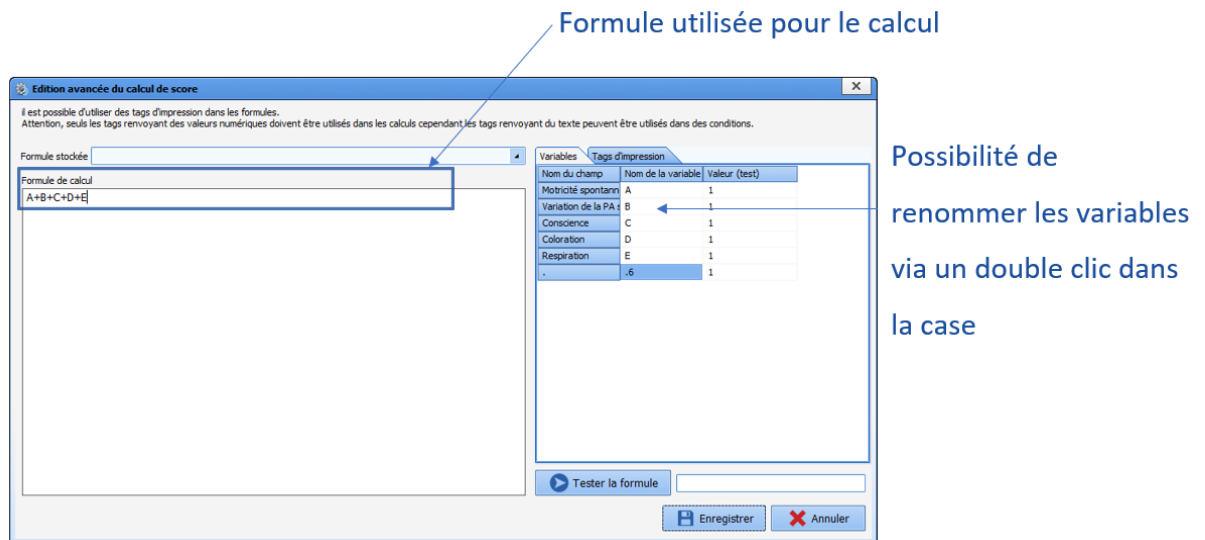 Formule utilisée pour le calcul
Edition avancée du calcul de score
il est possible d'utiliser des tags d'impression dans les formules.
Attention, seuls les tags renvoyant des valeurs numériques doivent être utilisés dans les calculs cependant les tags renvoyant du texte peuvent être utilisés dans des conditions.
Formule stockée
Formule de calcul
A+B+C+D+E
Variables Tags d'impression
Nom du champ Nom de la variable Valeur (test)
Motricité spontann A 1
Variation de la PA s B 1
Conscience C 1
Coloration D 1
Respiration E 1
. .6 1
Tester la formule
Enregistrer Annuler
Possibilité de
renommer les variables
via un double clic dans
la case